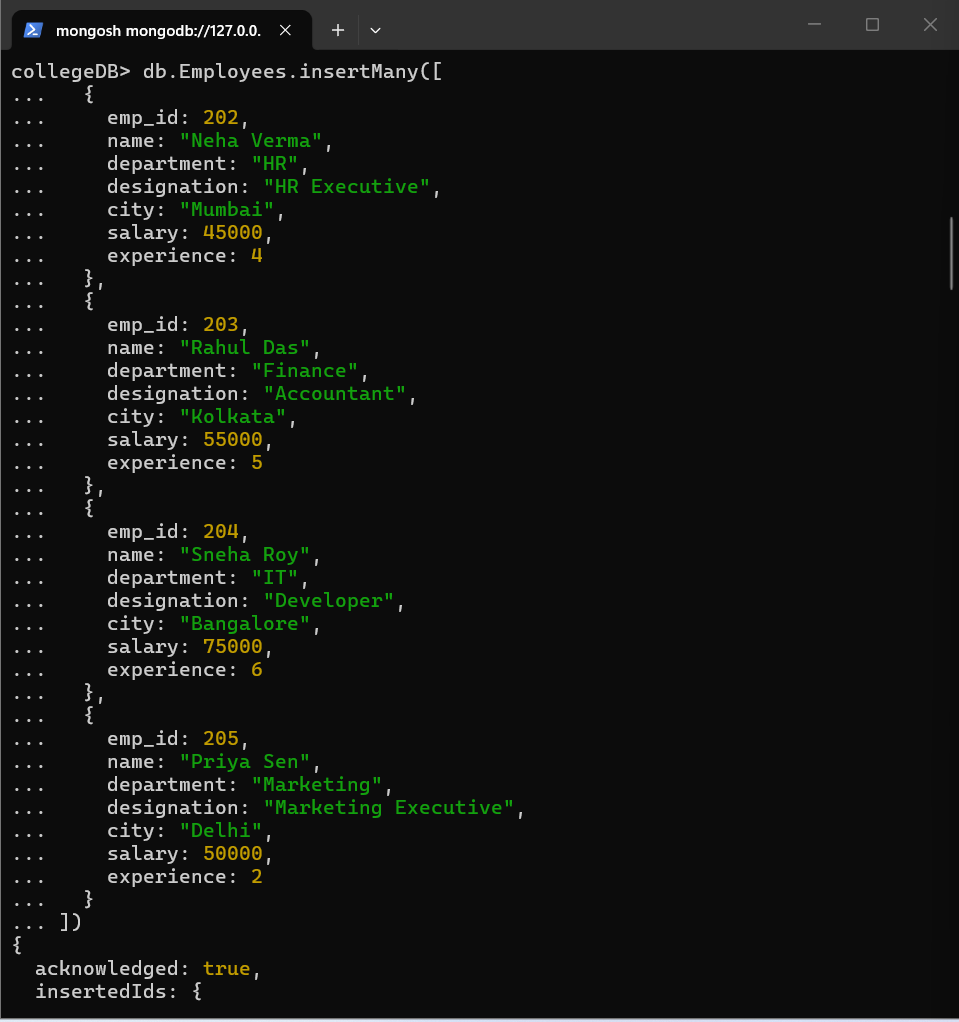 mongosh mongodb://127.0.0.
collegeDB> db.Employees.insertMany([
...   {
...     emp_id: 202,
...     name: "Neha Verma",
...     department: "HR",
...     designation: "HR Executive",
...     city: "Mumbai",
...     salary: 45000,
...     experience: 4
...   },
...   {
...     emp_id: 203,
...     name: "Rahul Das",
...     department: "Finance",
...     designation: "Accountant",
...     city: "Kolkata",
...     salary: 55000,
...     experience: 5
...   },
...   {
...     emp_id: 204,
...     name: "Sneha Roy",
...     department: "IT",
...     designation: "Developer",
...     city: "Bangalore",
...     salary: 75000,
...     experience: 6
...   },
...   {
...     emp_id: 205,
...     name: "Priya Sen",
...     department: "Marketing",
...     designation: "Marketing Executive",
...     city: "Delhi",
...     salary: 50000,
...     experience: 2
...   }
... ])
{
  acknowledged: true,
  insertedIds: {